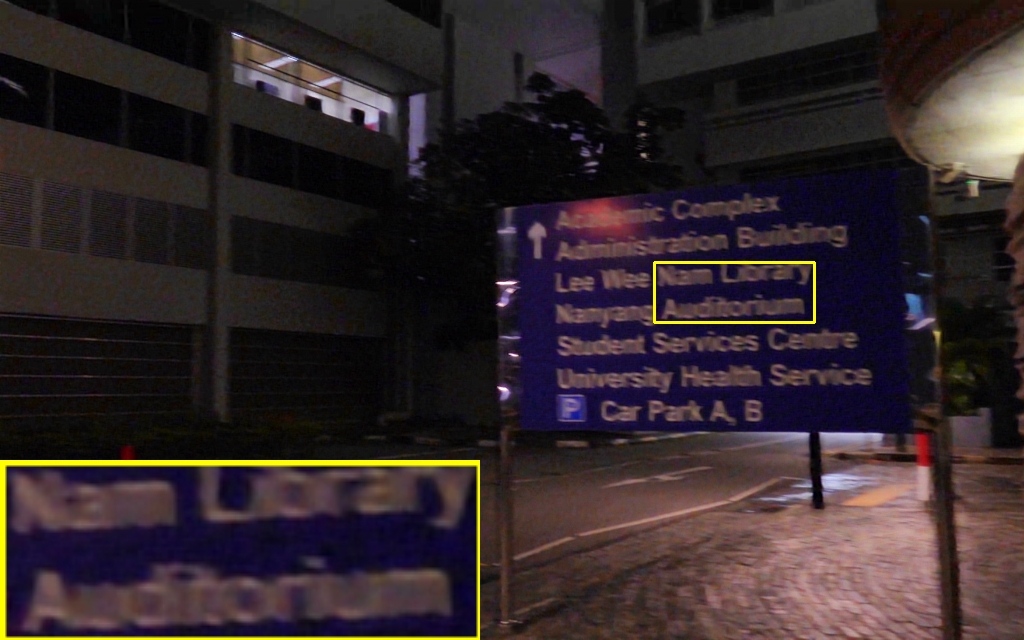 Academic Complex
Administration Building
Lee Wee Nam Library
Nanyang Auditorium
Student Services Centre
University Health Service
P Car Park A, B
Nam Library
Auditorium